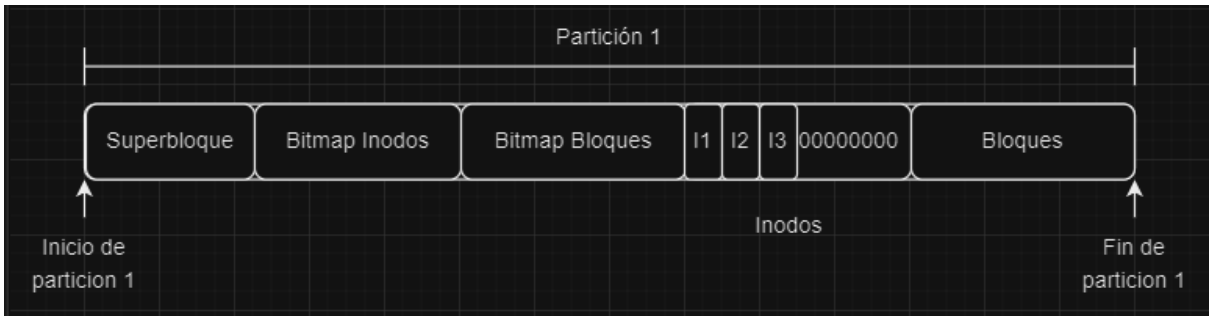 Partición 1
Superbloque Bitmap Inodos Bitmap Bloques I1 I2 I3 00000000 Bloques
Inodos
Inicio de
particion 1
Fin de
particion 1